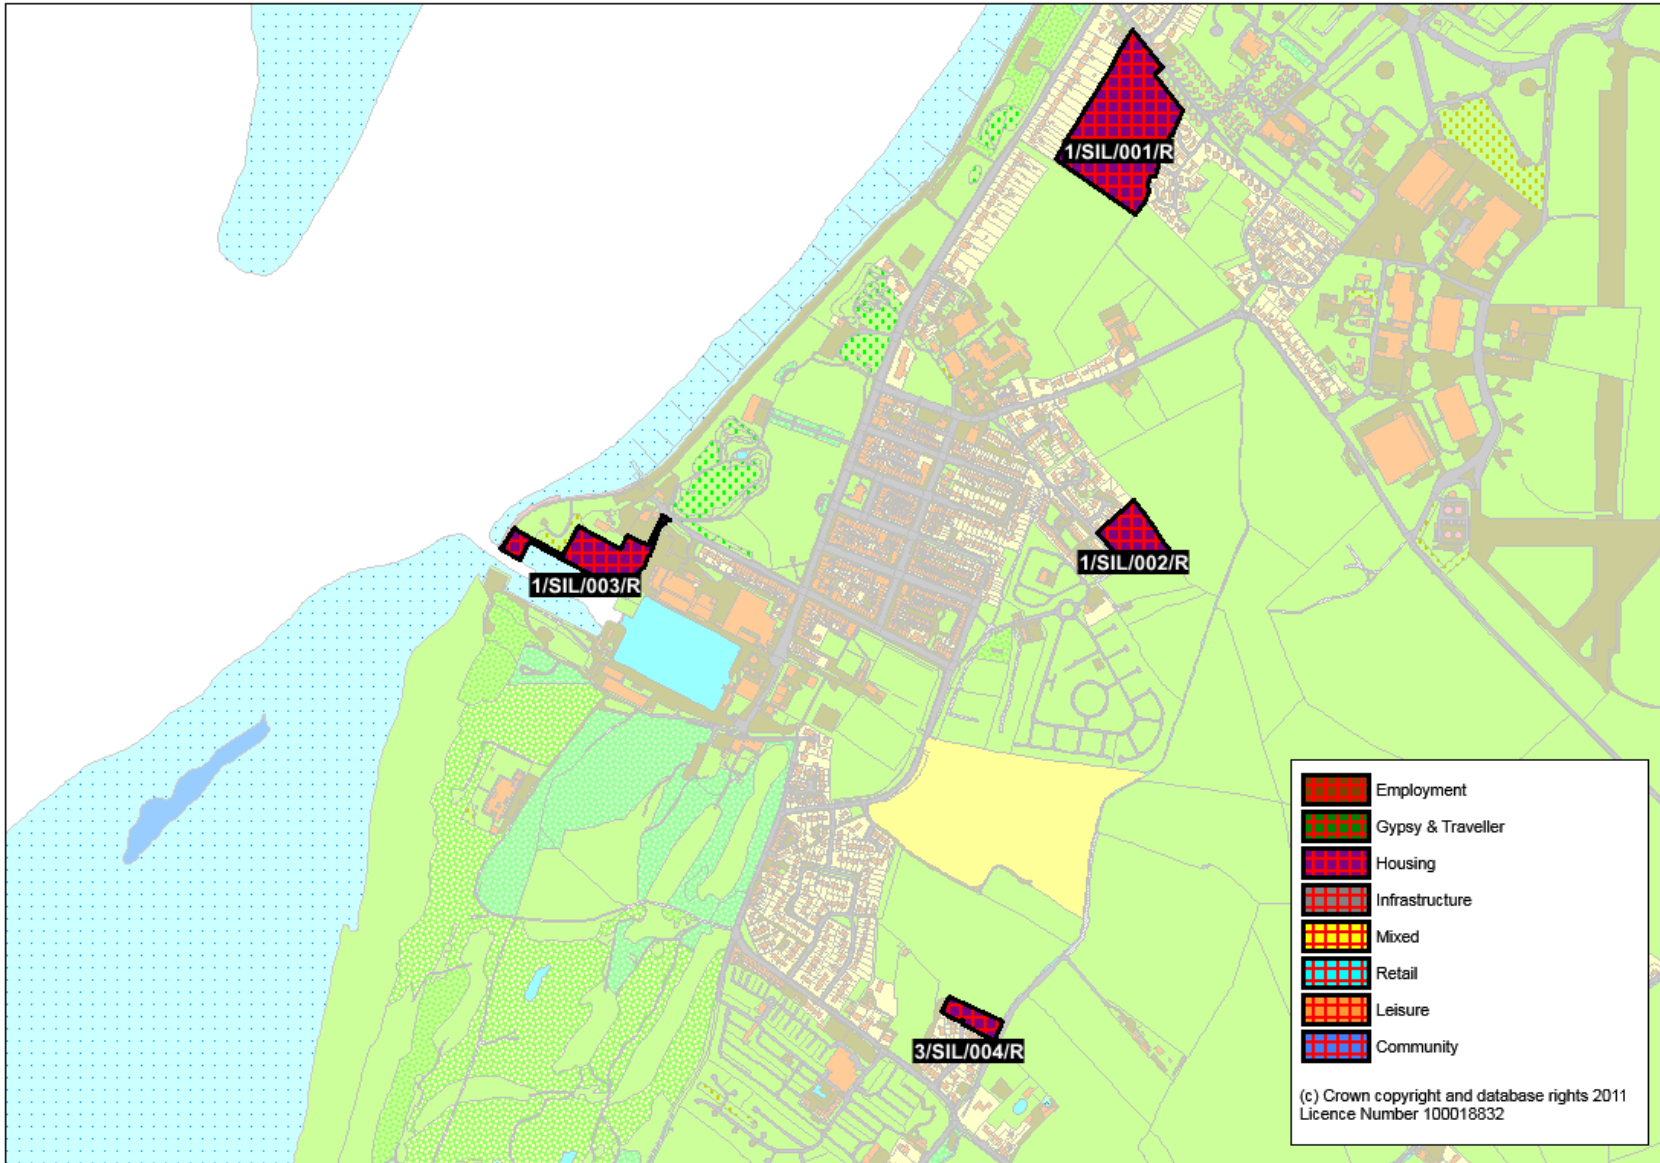 1/SIL/001/R
1/SIL/002/R
1/SIL/003/R
3/SIL/004/R
Employment
Gypsy & Traveller
Housing
Infrastructure
Mixed
Retail
Leisure
Community
(c) Crown copyright and database rights 2011
Licence Number 100018832